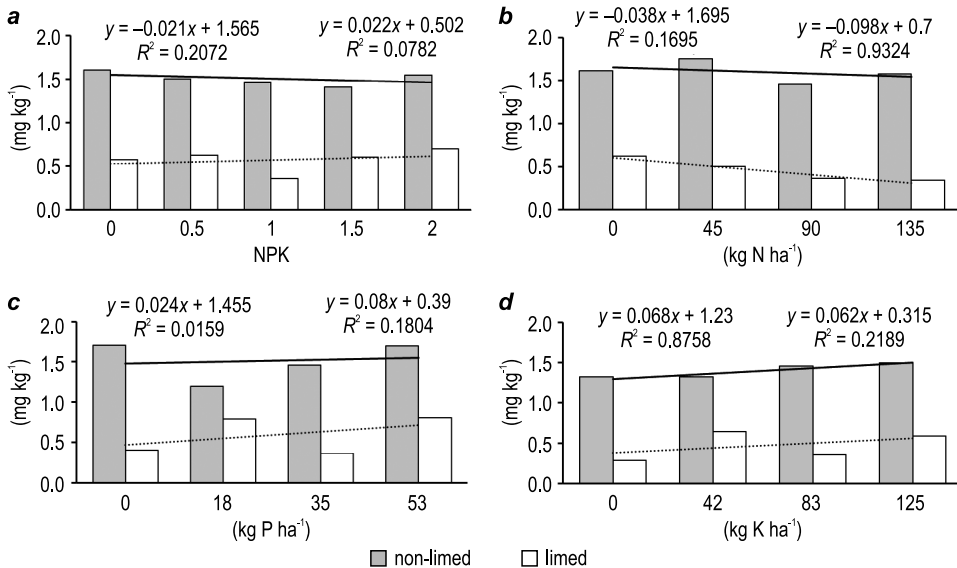 a
y = –0.021x + 1.565
R² = 0.2072
y = 0.022x + 0.502
R² = 0.0782
(mg kg⁻¹)
2.0
1.5
1.0
0.5
0.0
0 0.5 1 1.5 2
NPK
b
y = –0.038x + 1.695
R² = 0.1695
y = –0.098x + 0.7
R² = 0.9324
(mg kg⁻¹)
2.0
1.5
1.0
0.5
0.0
0 45 90 135
(kg N ha⁻¹)
c
y = 0.024x + 1.455
R² = 0.0159
y = 0.08x + 0.39
R² = 0.1804
(mg kg⁻¹)
2.0
1.5
1.0
0.5
0.0
0 18 35 53
(kg P ha⁻¹)
d
y = 0.068x + 1.23
R² = 0.8758
y = 0.062x + 0.315
R² = 0.2189
(mg kg⁻¹)
2.0
1.5
1.0
0.5
0.0
0 42 83 125
(kg K ha⁻¹)
non-limed limed